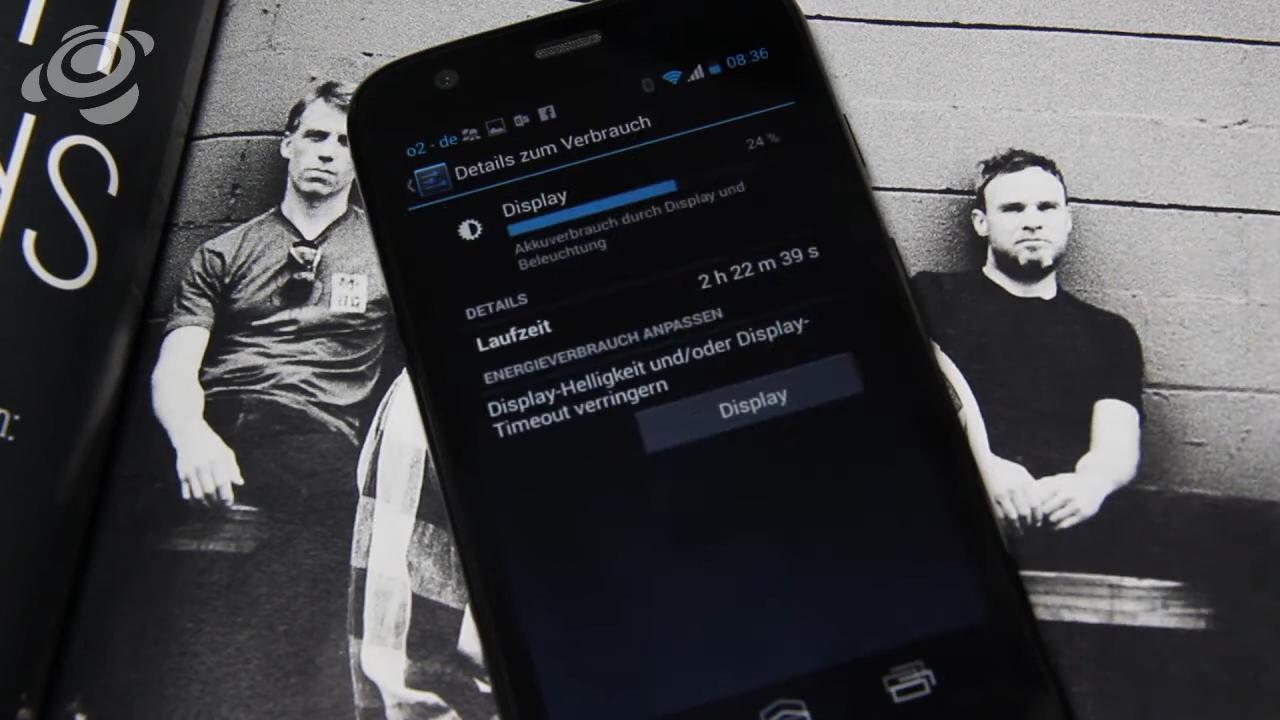 08:36
o2 - de
Details zum Verbrauch
24 %
Display
Akkuverbrauch durch Display und
Beleuchtung
DETAILS
2 h 22 m 39 s
Laufzeit
ENERGIEVERBRAUCH ANPASSEN
Display-Helligkeit und/oder Display-
Timeout verringern
Display